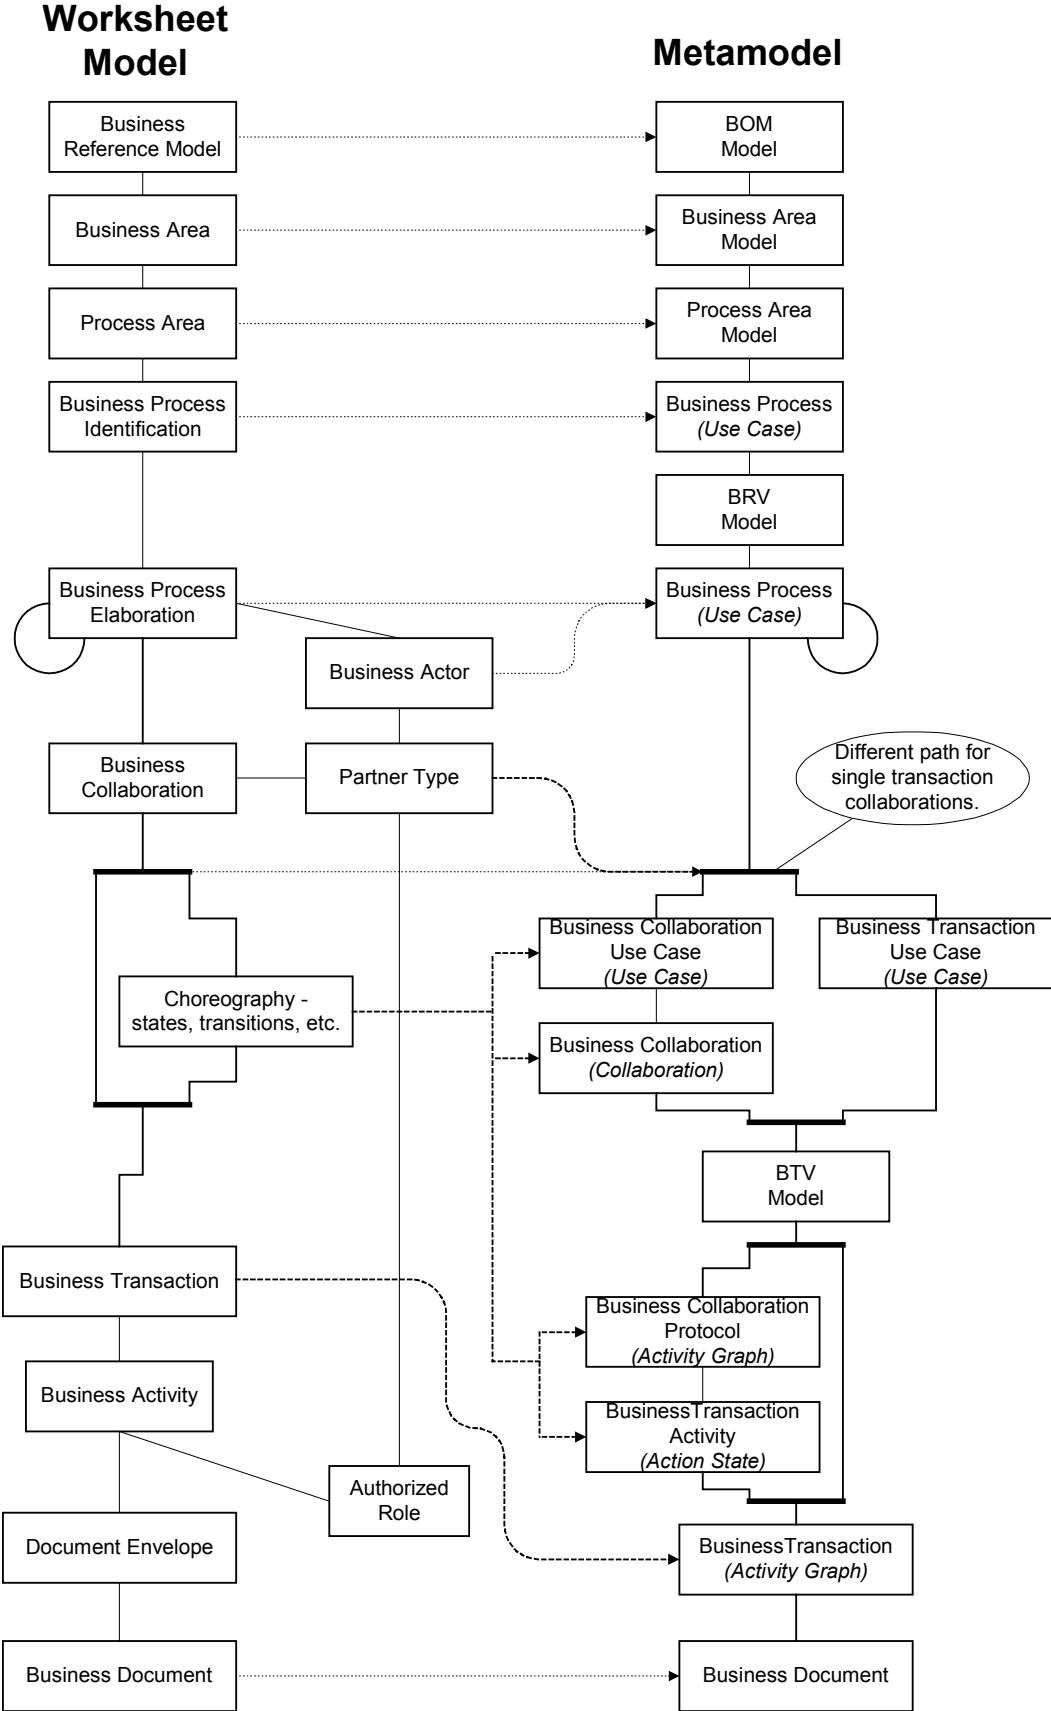 Worksheet
Model
Metamodel
Business
Reference Model
BOM
Model
Business Area
Business Area
Model
Process Area
Process Area
Model
Business Process
Identification
Business Process
(Use Case)
BRV
Model
Business Process
Elaboration
Business Process
(Use Case)
Business Actor
Business
Collaboration
Partner Type
Different path for
single transaction
collaborations.
Business Collaboration
Use Case
(Use Case)
Business Transaction
Use Case
(Use Case)
Choreography -
states, transitions, etc.
Business Collaboration
(Collaboration)
BTV
Model
Business Transaction
Business Collaboration
Protocol
(Activity Graph)
Business Activity
BusinessTransaction
Activity
(Action State)
Authorized
Role
Document Envelope
BusinessTransaction
(Activity Graph)
Business Document
Business Document